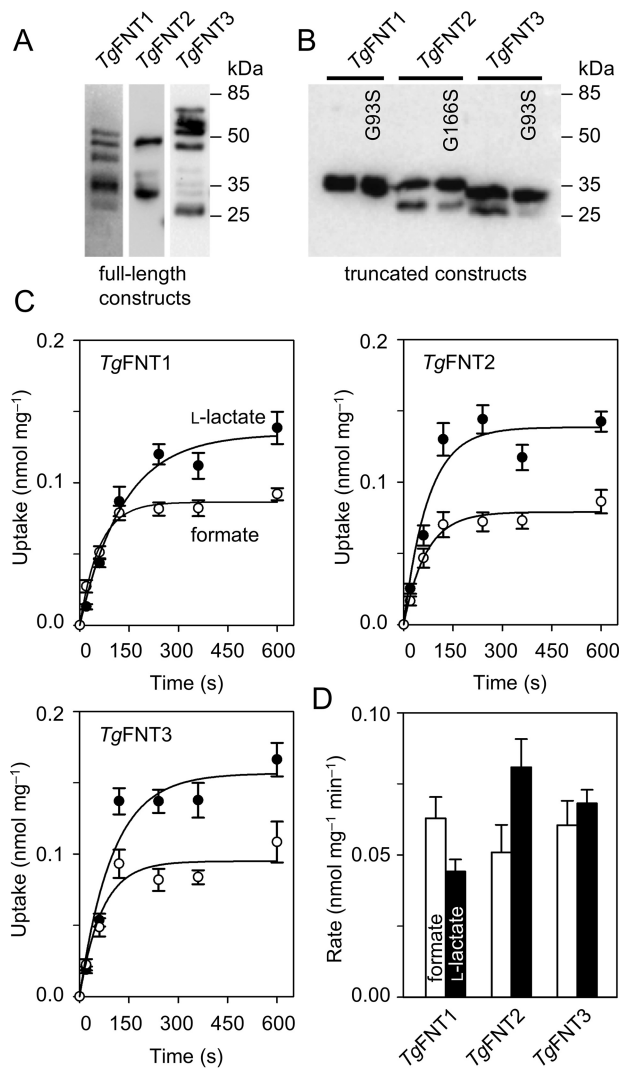 A
TgFNT1
TgFNT2
TgFNT3
kDa
85
50
35
25
full-length
constructs
B
TgFNT1
TgFNT2
TgFNT3
G93S
G166S
G93S
kDa
85
50
35
25
truncated constructs
C
TgFNT1
L-lactate
formate
Uptake (nmol mg–1)
0.2
0.1
0.0
0 150 300 450 600
Time (s)
TgFNT2
Uptake (nmol mg–1)
0.2
0.1
0.0
0 150 300 450 600
Time (s)
TgFNT3
Uptake (nmol mg–1)
0.2
0.1
0.0
0 150 300 450 600
Time (s)
D
Rate (nmol mg–1 min–1)
0.10
0.05
0.00
formate
L-lactate
TgFNT1
TgFNT2
TgFNT3